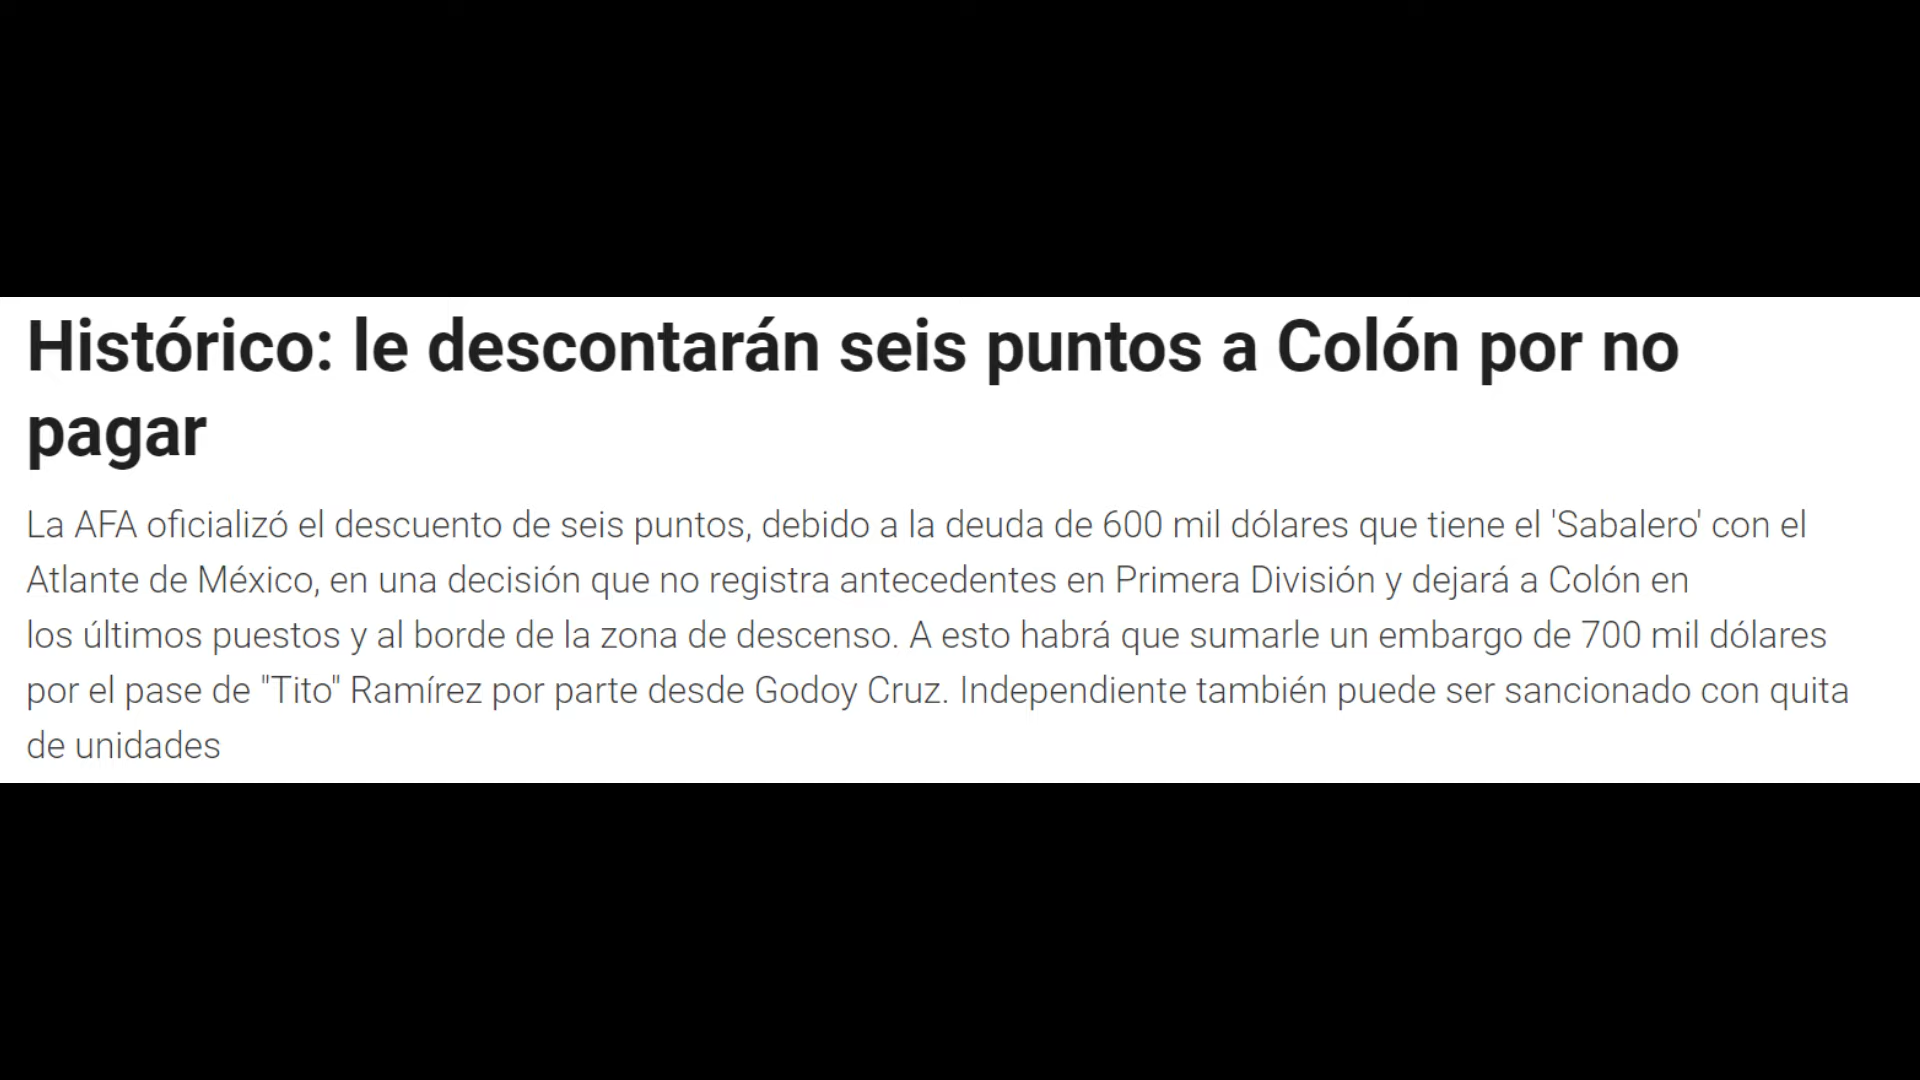 Histórico: le descontarán seis puntos a Colón por no
pagar
La AFA oficializó el descuento de seis puntos, debido a la deuda de 600 mil dólares que tiene el 'Sabalero' con el
Atlante de México, en una decisión que no registra antecedentes en Primera División y dejará a Colón en
los últimos puestos y al borde de la zona de descenso. A esto habrá que sumarle un embargo de 700 mil dólares
por el pase de "Tito" Ramírez por parte desde Godoy Cruz. Independiente también puede ser sancionado con quita
de unidades